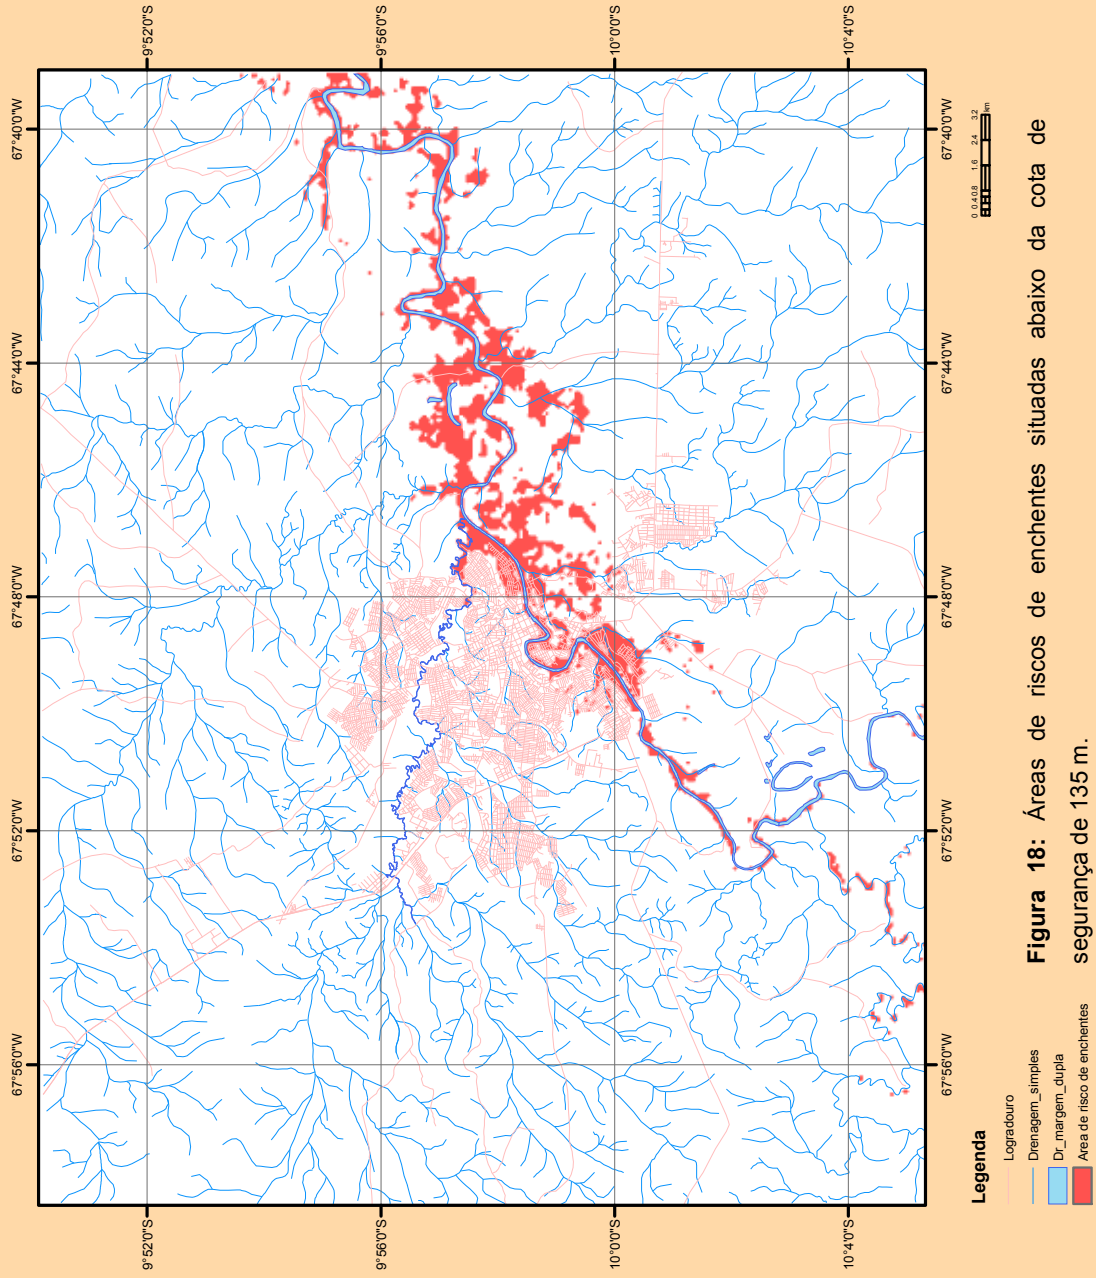 67°56'0"W 67°52'0"W 67°48'0"W 67°44'0"W 67°40'0"W
9°52'0"S 9°52'0"S
9°56'0"S 9°56'0"S
10°0'0"S 10°0'0"S
10°4'0"S 10°4'0"S
67°56'0"W 67°52'0"W 67°48'0"W 67°44'0"W 67°40'0"W
0 0.4 0.8 1.6 2.4 3.2
km
Legenda
Logradouro
Drenagem_simples
Dr_margem_dupla
Area de risco de enchentes
Figura 18: Áreas de riscos de enchentes situadas abaixo da cota de
segurança de 135 m.